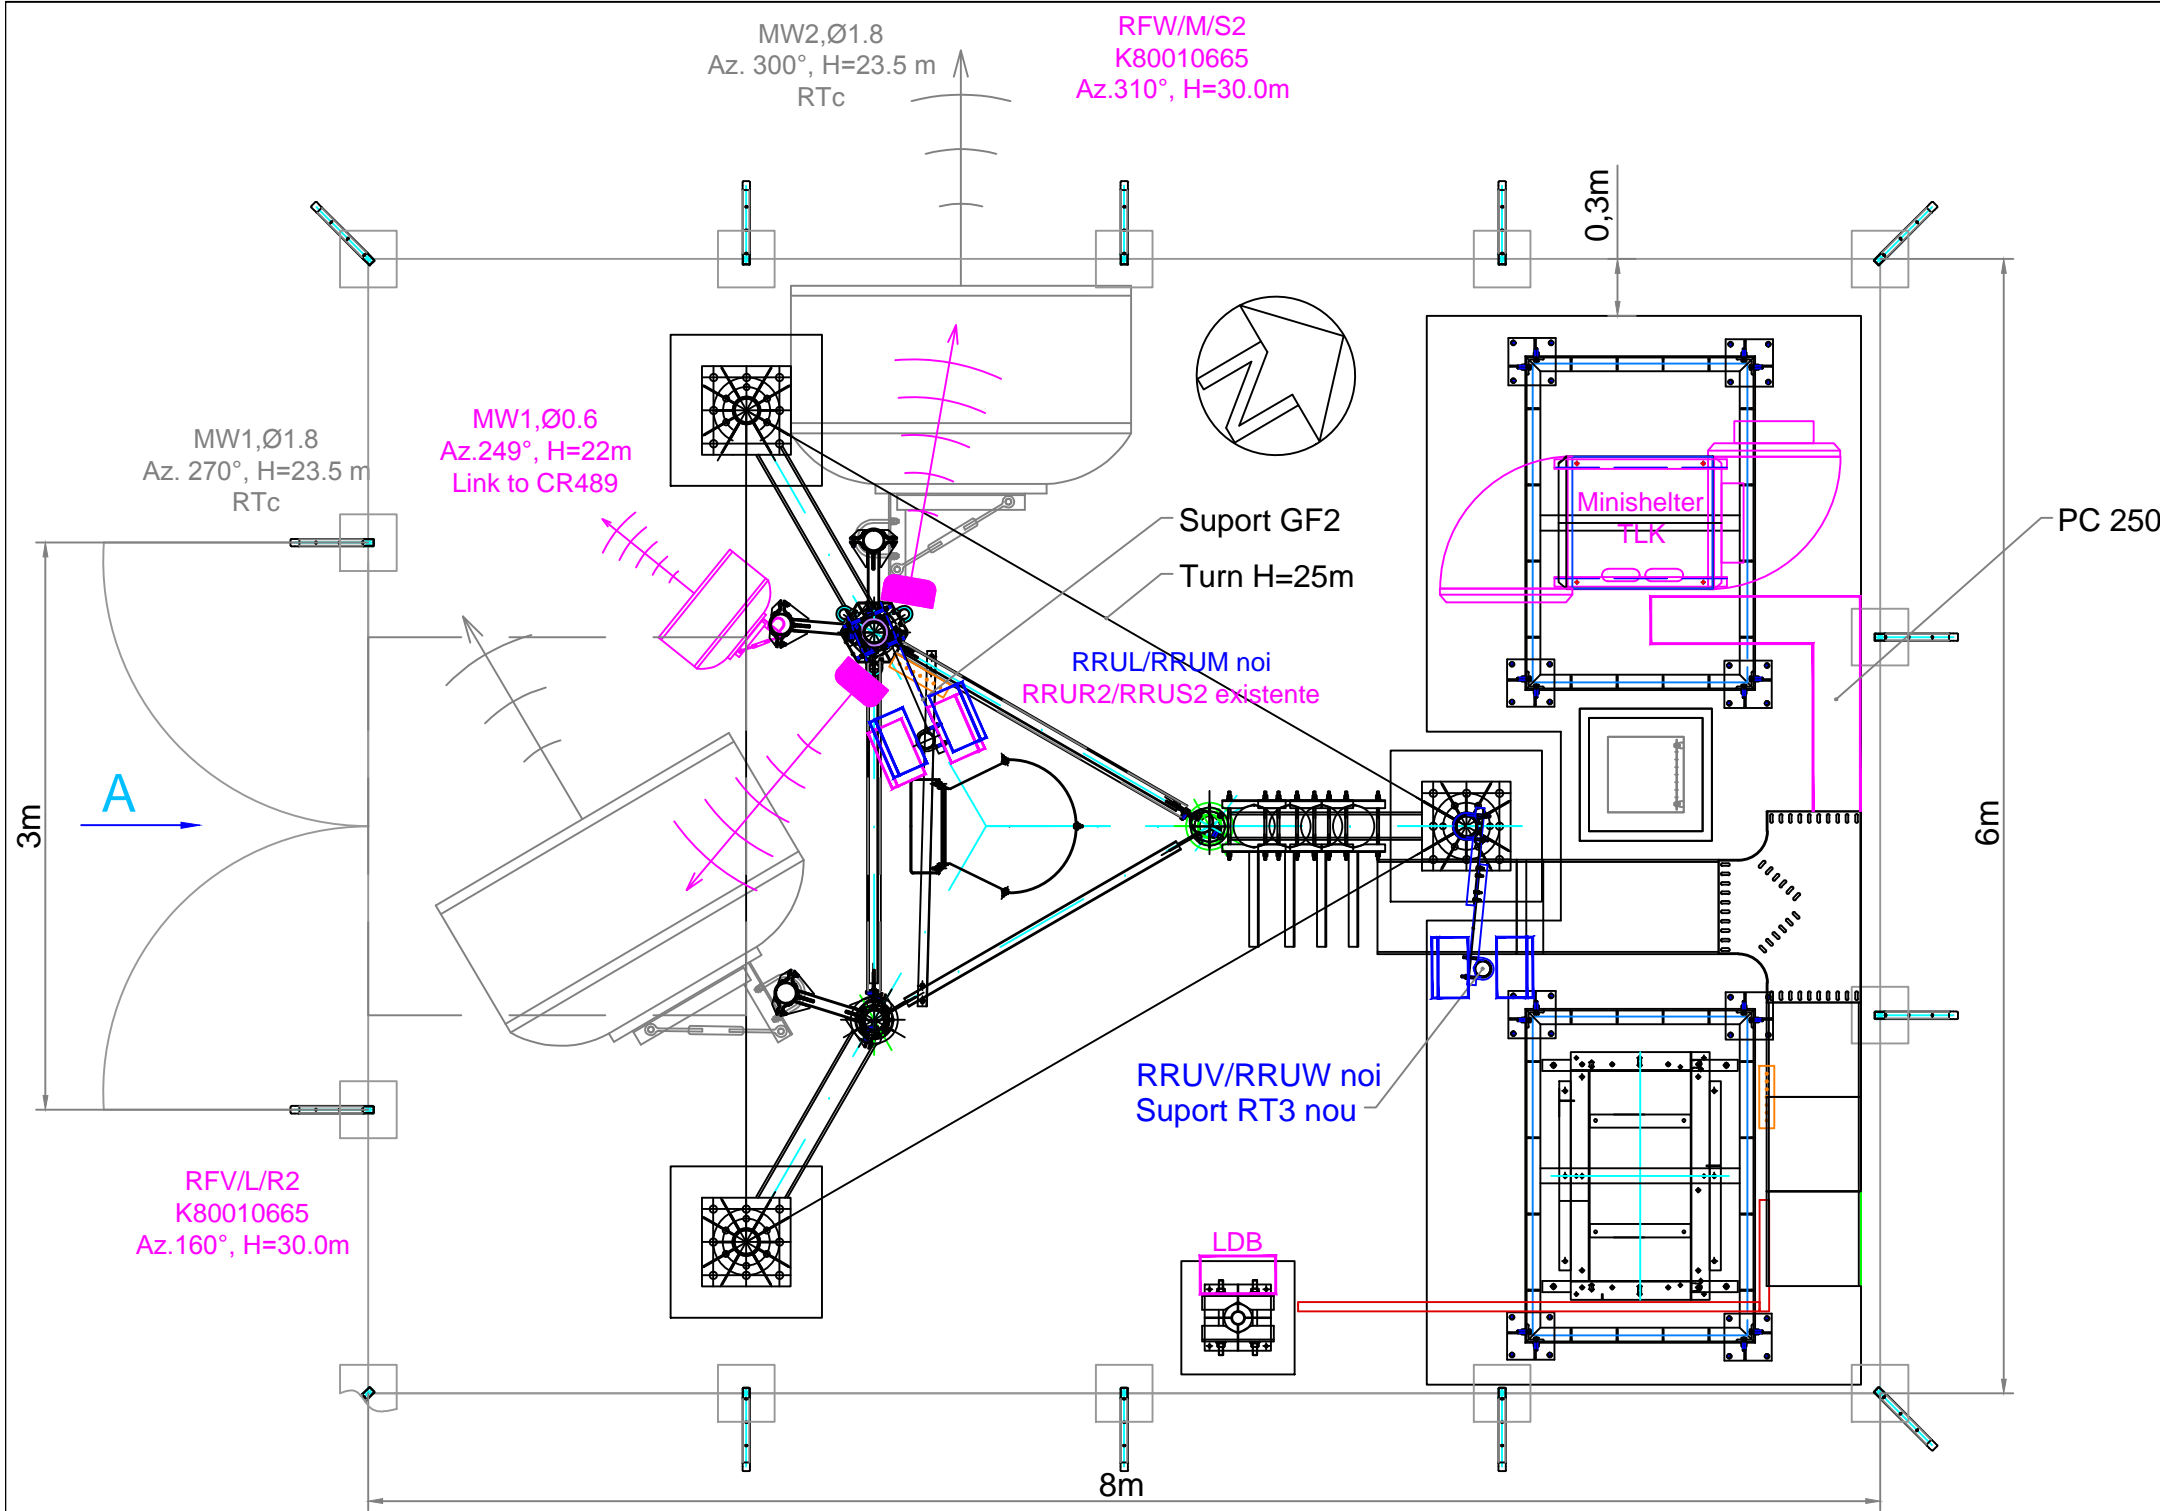 MW2,Ø1.8
Az. 300°, H=23.5 m
RTc
RFW/M/S2
K80010665
Az.310°, H=30.0m
0,3m
MW1,Ø1.8
Az. 270°, H=23.5 m
RTc
MW1,Ø0.6
Az.249°, H=22m
Link to CR489
N
Suport GF2
Turn H=25m
Minishelter
TLK
PC 250
RRUL/RRUM noi
RRUR2/RRUS2 existente
A
3m
6m
RRUV/RRUW noi
Suport RT3 nou
RFV/L/R2
K80010665
Az.160°, H=30.0m
LDB
8m